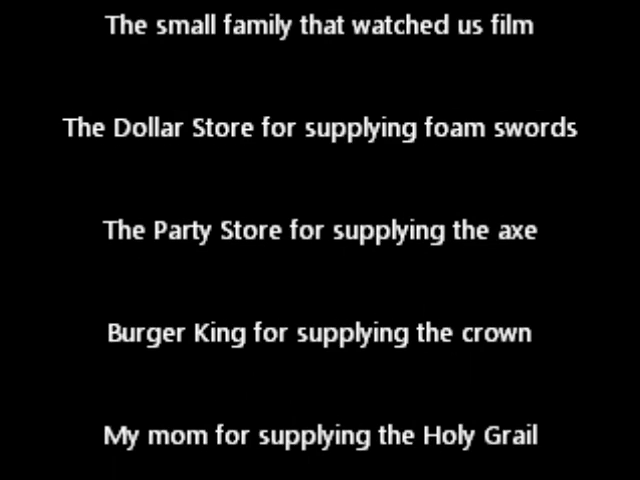 The small family that watched us film
The Dollar Store for supplying foam swords
The Party Store for supplying the axe
Burger King for supplying the crown
My mom for supplying the Holy Grail